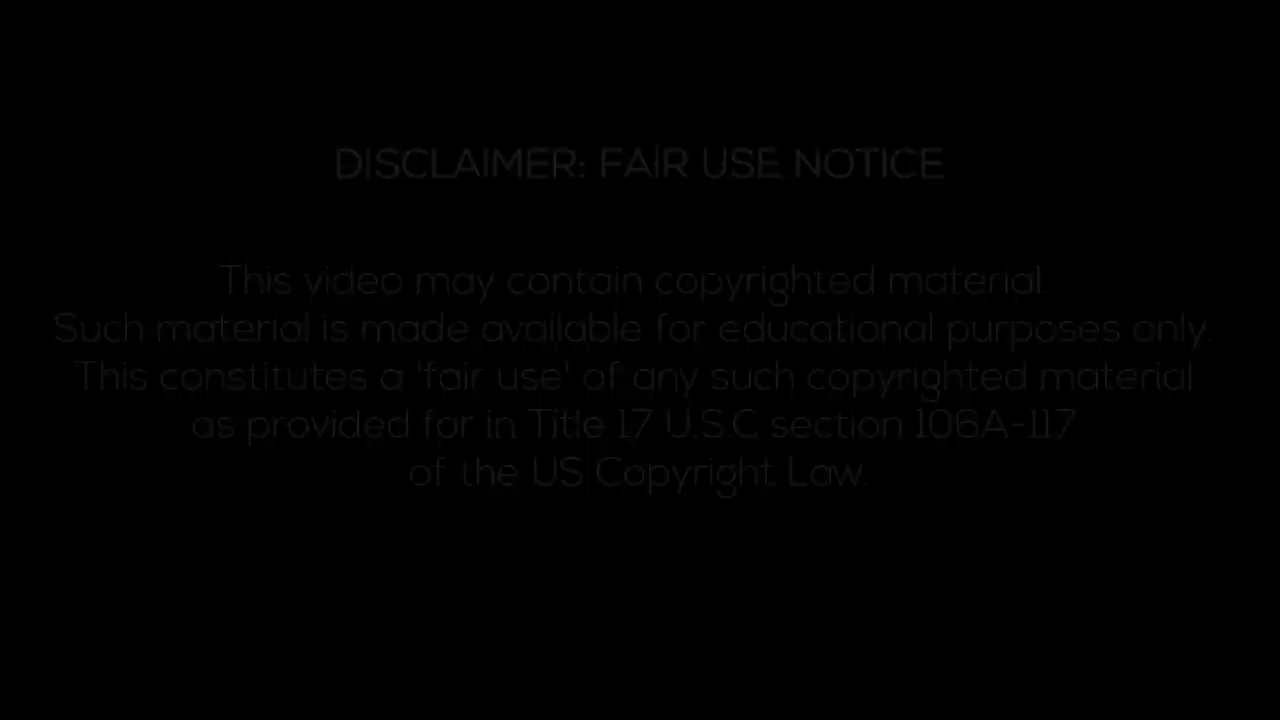 DISCLAIMER: FAIR USE NOTICE
This video may contain copyrighted material.
Such material is made available for educational purposes only.
This constitutes a 'fair use' of any such copyrighted material
as provided for in Title 17 U.S.C section 106A-117
of the US Copyright Law.